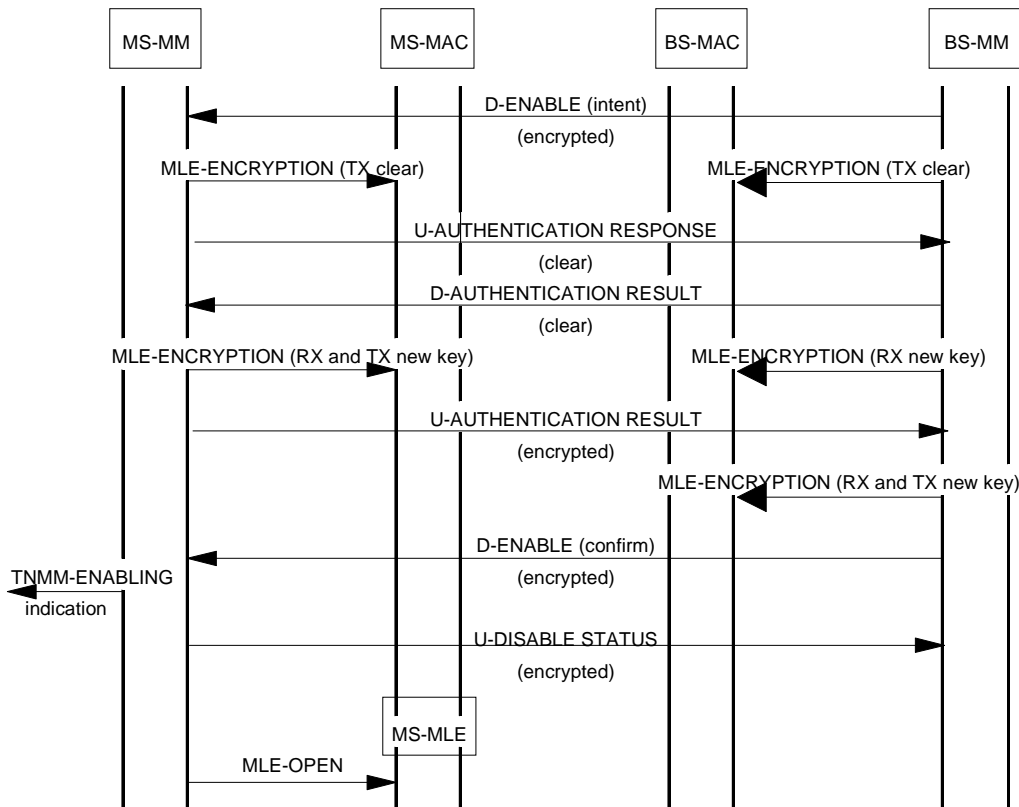 MS-MM
MS-MAC
BS-MAC
BS-MM
D-ENABLE (intent)
(encrypted)
MLE-ENCRYPTION (TX clear)
MLE-ENCRYPTION (TX clear)
U-AUTHENTICATION RESPONSE
(clear)
D-AUTHENTICATION RESULT
(clear)
MLE-ENCRYPTION (RX and TX new key)
MLE-ENCRYPTION (RX new key)
U-AUTHENTICATION RESULT
(encrypted)
MLE-ENCRYPTION (RX and TX new key)
D-ENABLE (confirm)
(encrypted)
TNMM-ENABLING
indication
U-DISABLE STATUS
(encrypted)
MS-MLE
MLE-OPEN